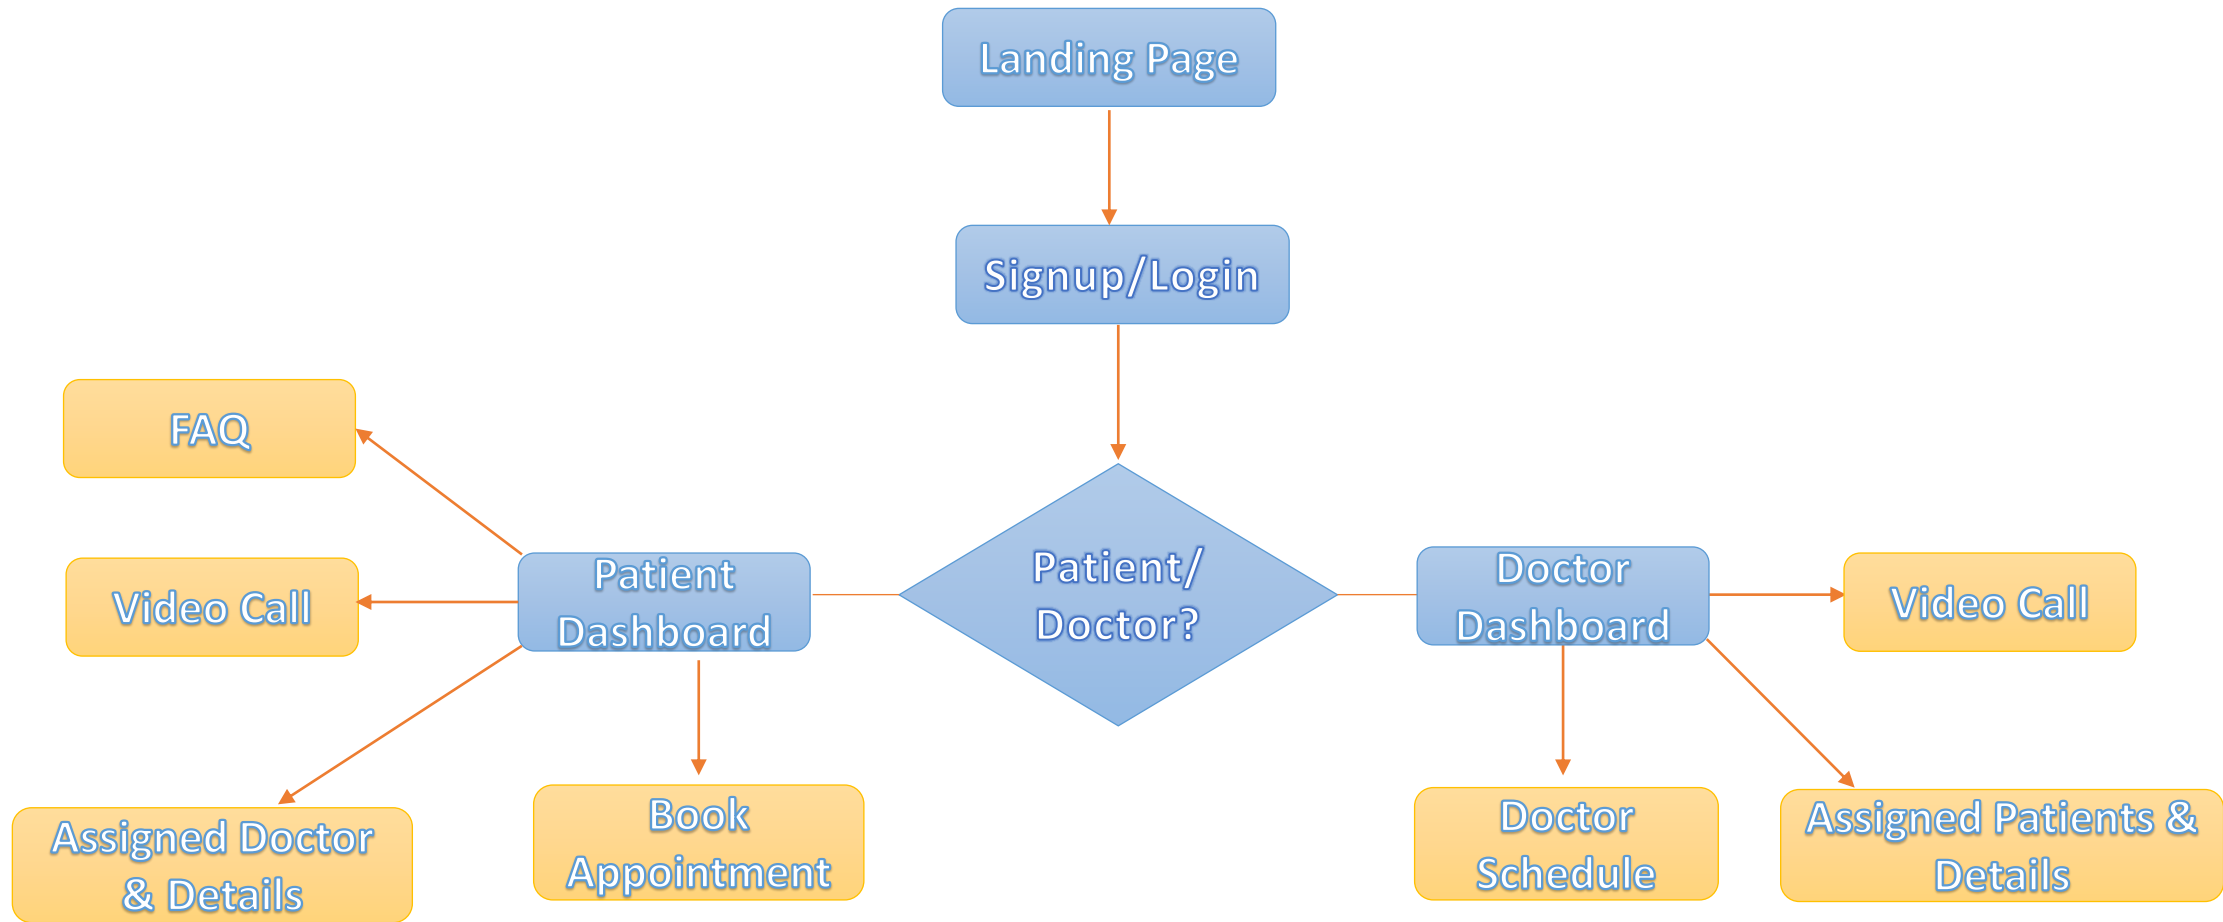 Landing Page
Signup/Login
FAQ
Video Call
Patient
Dashboard
Patient/
Doctor?
Doctor
Dashboard
Video Call
Assigned Doctor
& Details
Book
Appointment
Doctor
Schedule
Assigned Patients &
Details